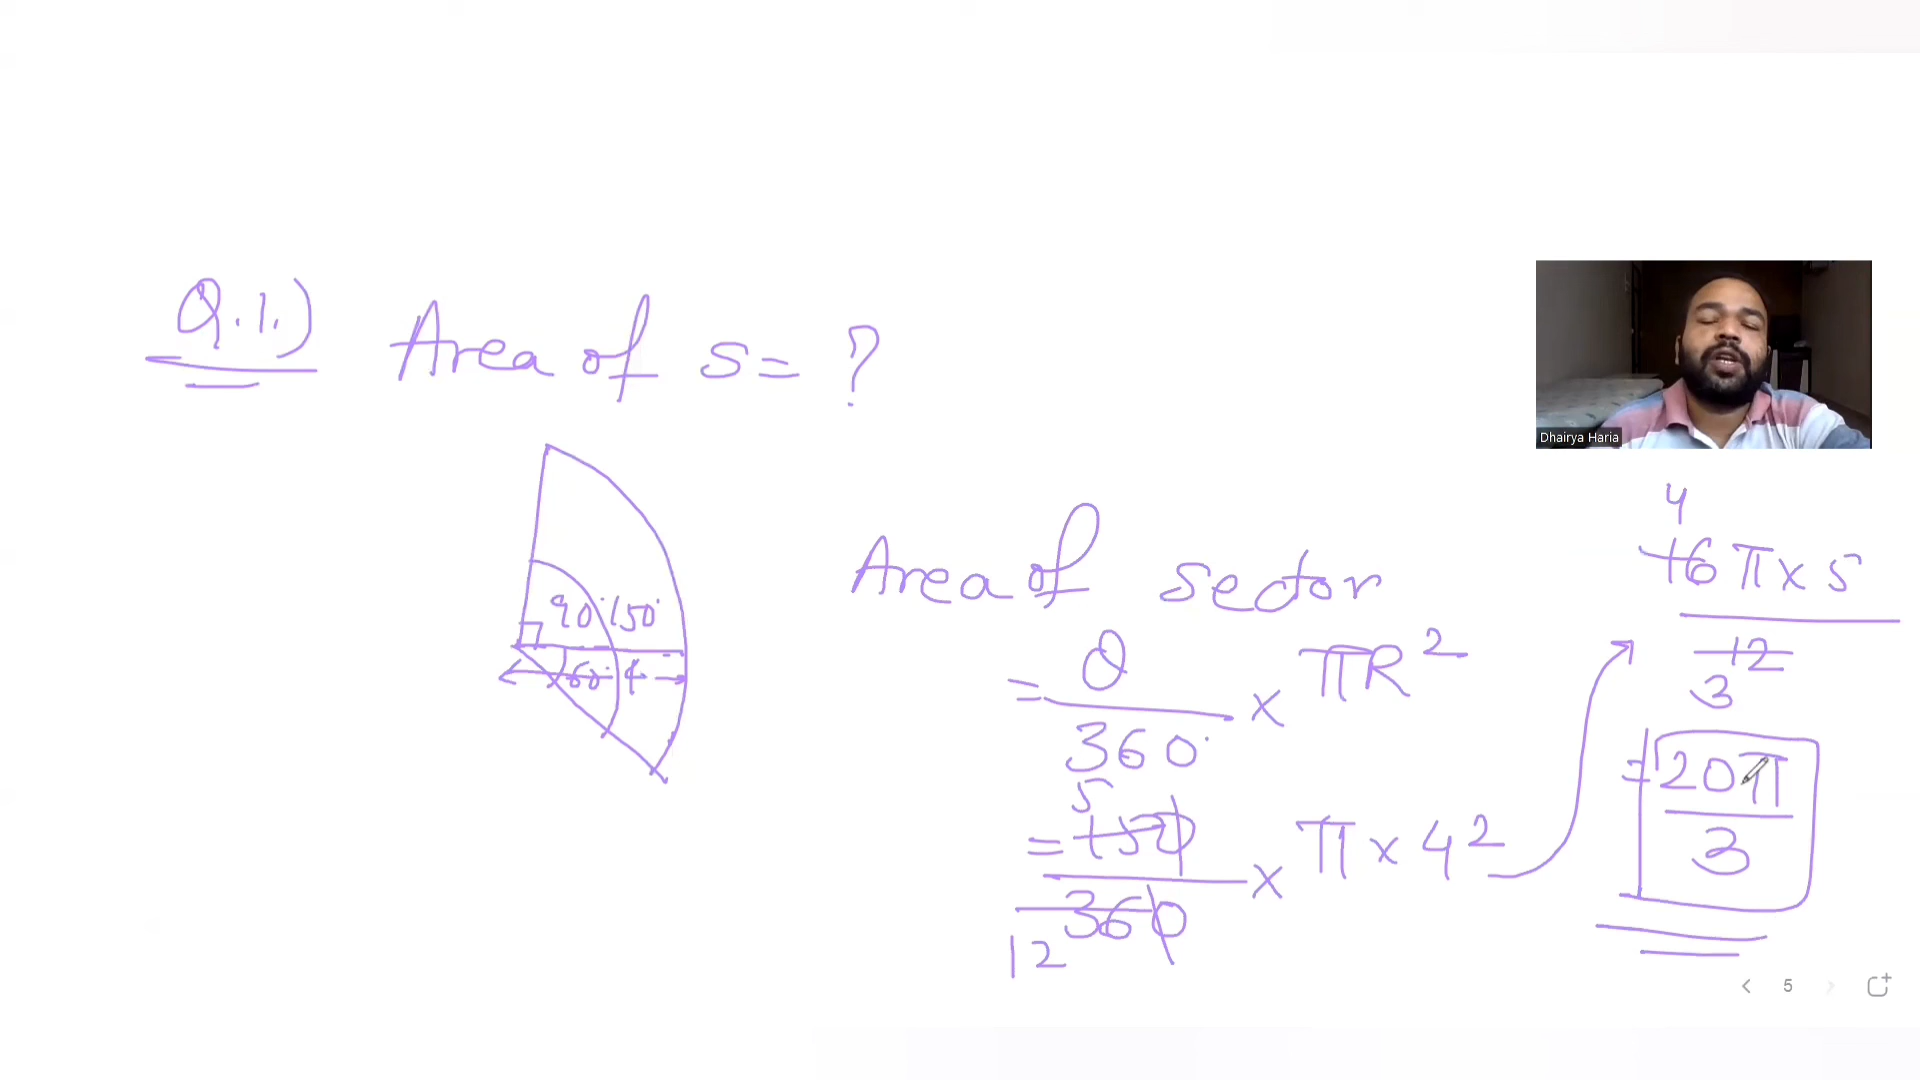 Q.1.) Area of s = ?
90° 150°
60° 4
Area of sector
= θ
360° × πR²
5
= 150
360 × π × 4²
12
Dhairya Haria
4
16π × 5
12
3
= 20π
3
5